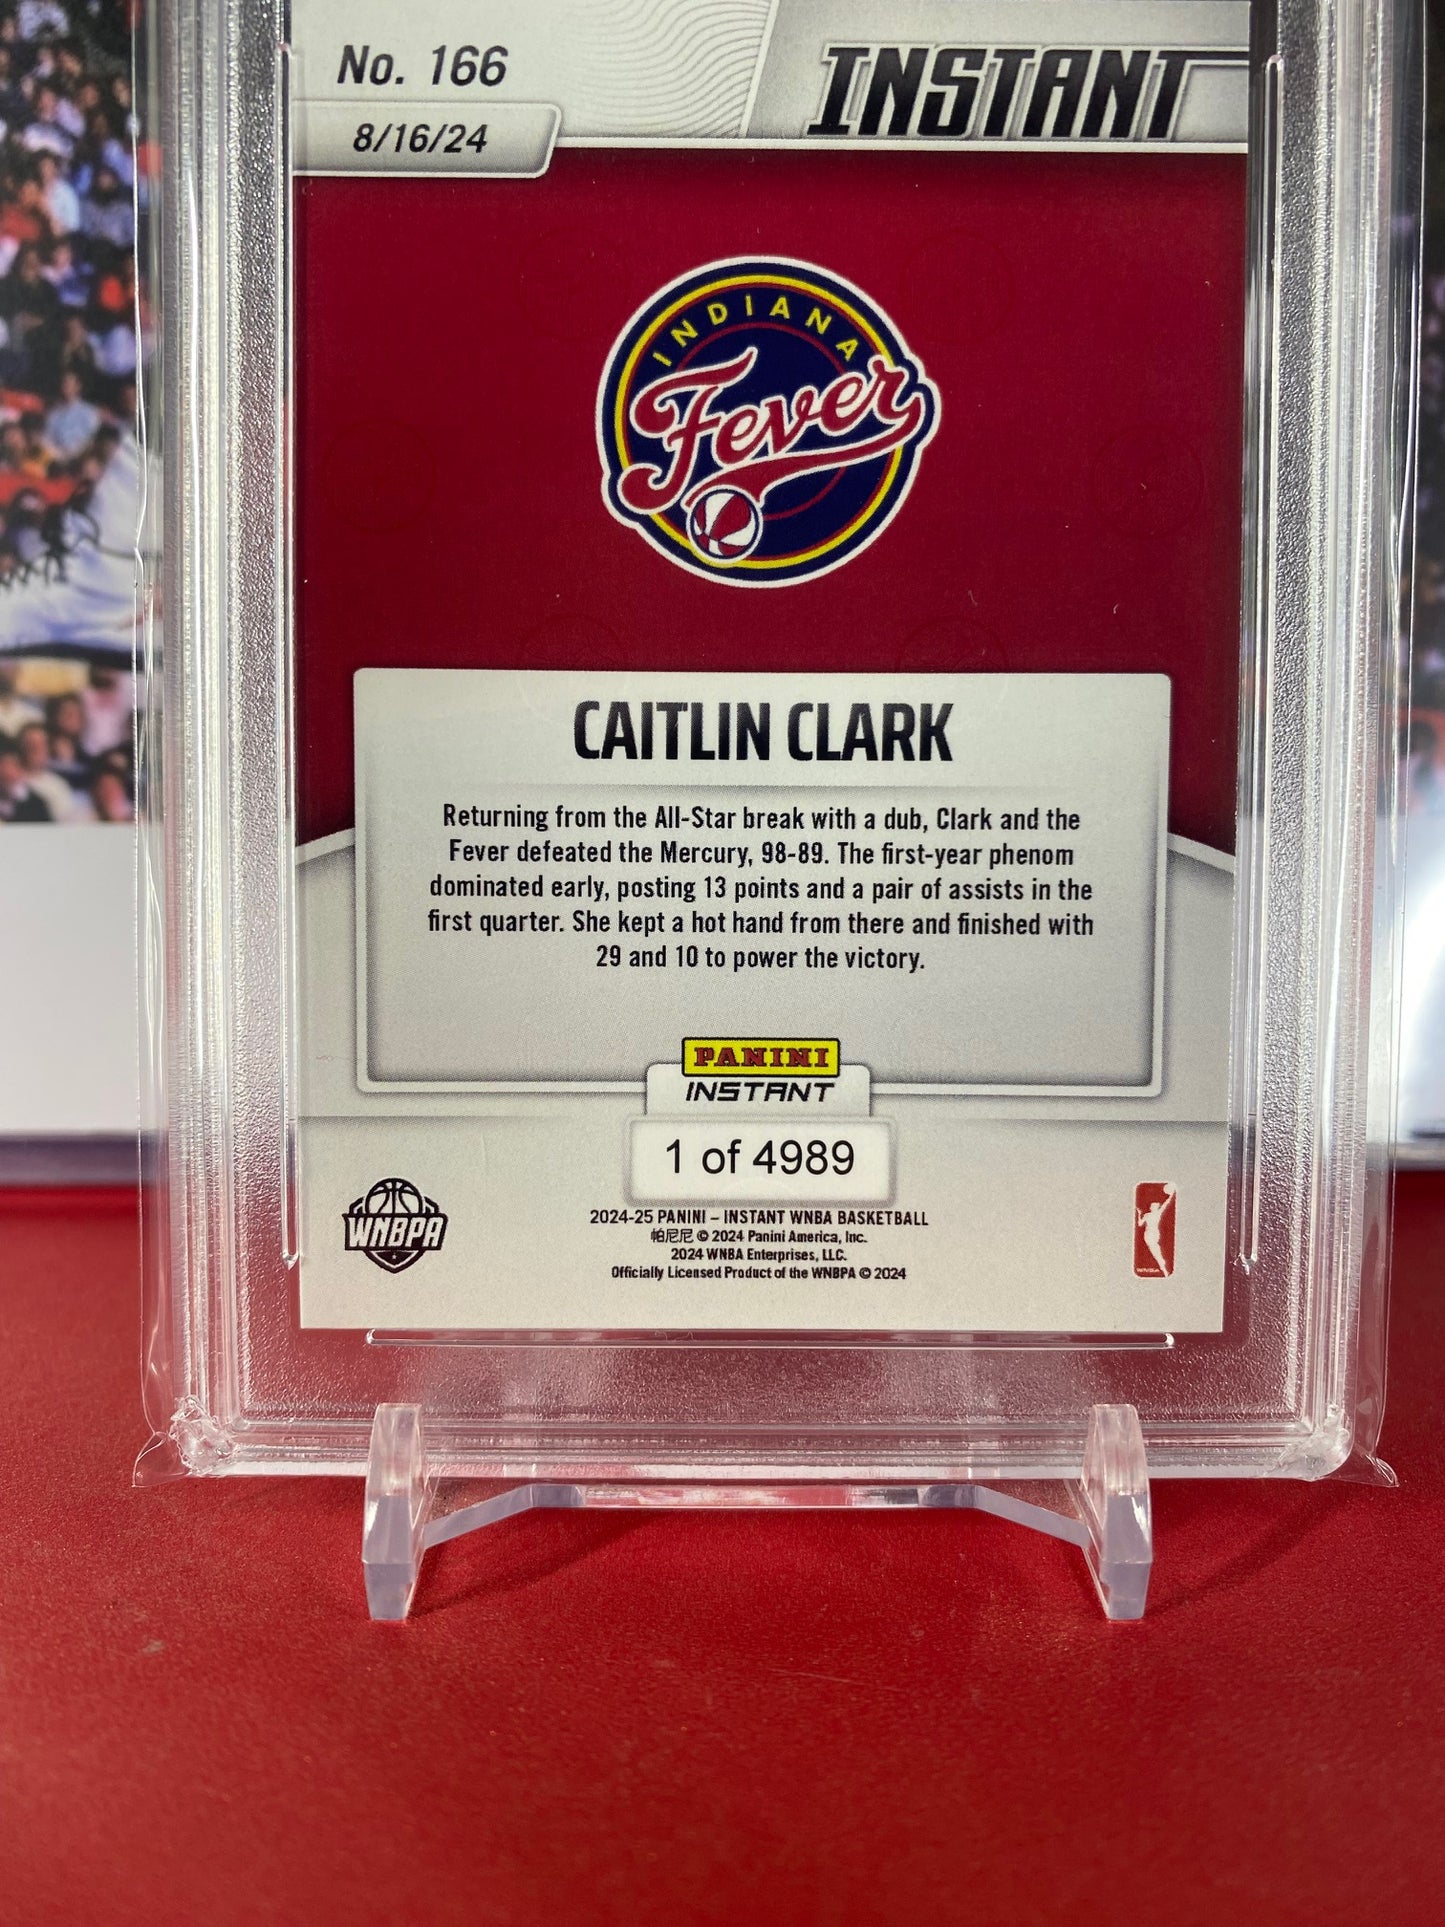 No. 166
INSTANT
8/16/24
INDIANA
Fever
CAITLIN CLARK
Returning from the All-Star break with a dub, Clark and the
Fever defeated the Mercury, 98-89. The first-year phenom
dominated early, posting 13 points and a pair of assists in the
first quarter. She kept a hot hand from there and finished with
29 and 10 to power the victory.
PANINI
INSTANT
1 of 4989
WNBPA
2024-25 PANINI – INSTANT WNBA BASKETBALL
帕尼尼 © 2024 Panini America, Inc.
2024 WNBA Enterprises, LLC.
Officially Licensed Product of the WNBPA © 2024
WNBA